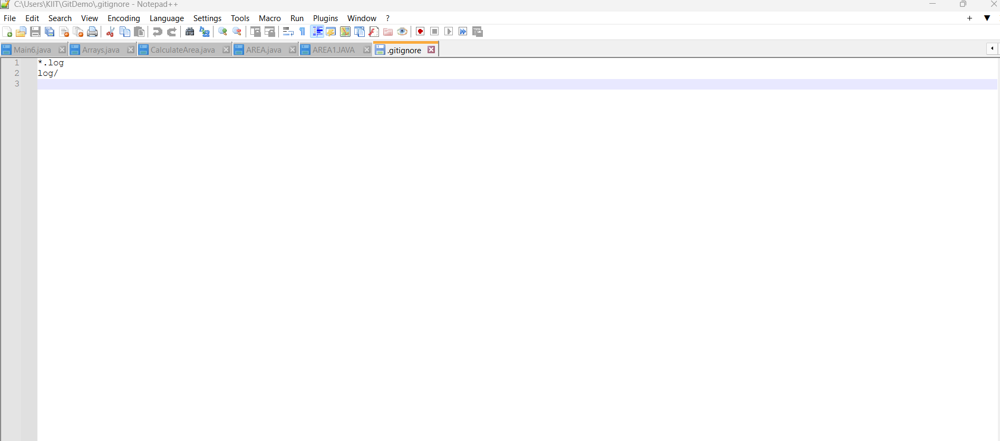 C:\Users\KIIT\GitDemo\.gitignore - Notepad++
File Edit Search View Encoding Language Settings Tools Macro Run Plugins Window ?
Main6.java Arrays.java CalculateArea.java AREA.java AREA1.JAVA .gitignore
1 *.log
2 log/
3